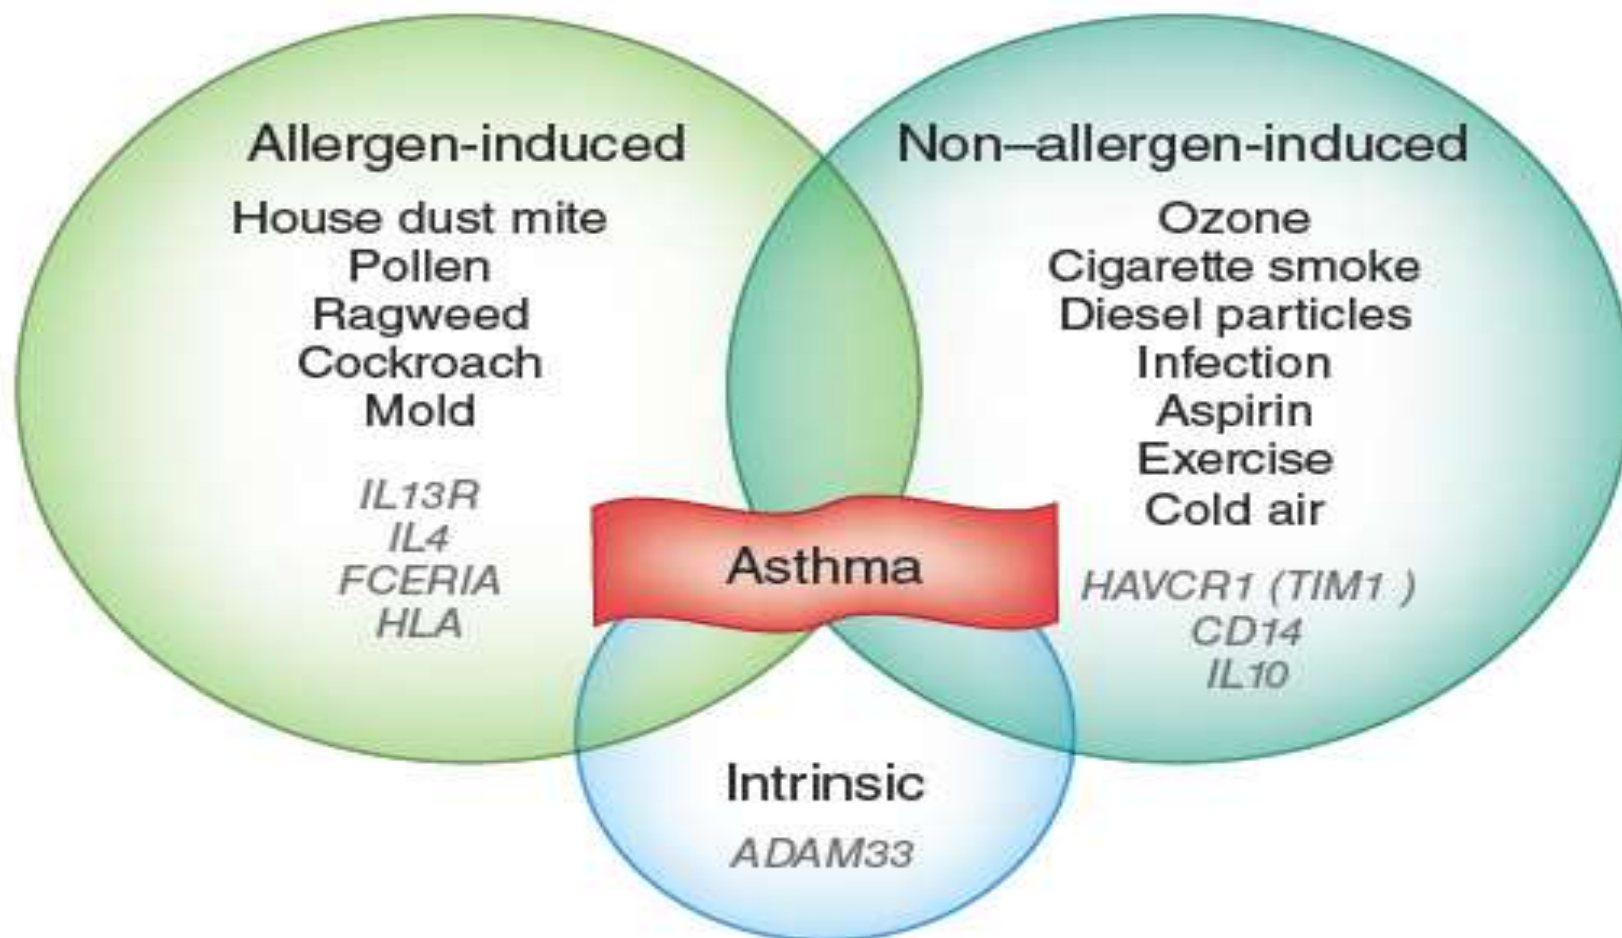 Allergen-induced
House dust mite
Pollen
Ragweed
Cockroach
Mold
IL13R
IL4
FCERIA
HLA
Non–allergen-induced
Ozone
Cigarette smoke
Diesel particles
Infection
Aspirin
Exercise
Cold air
HAVCR1 (TIM1 )
CD14
IL10
Asthma
Intrinsic
ADAM33